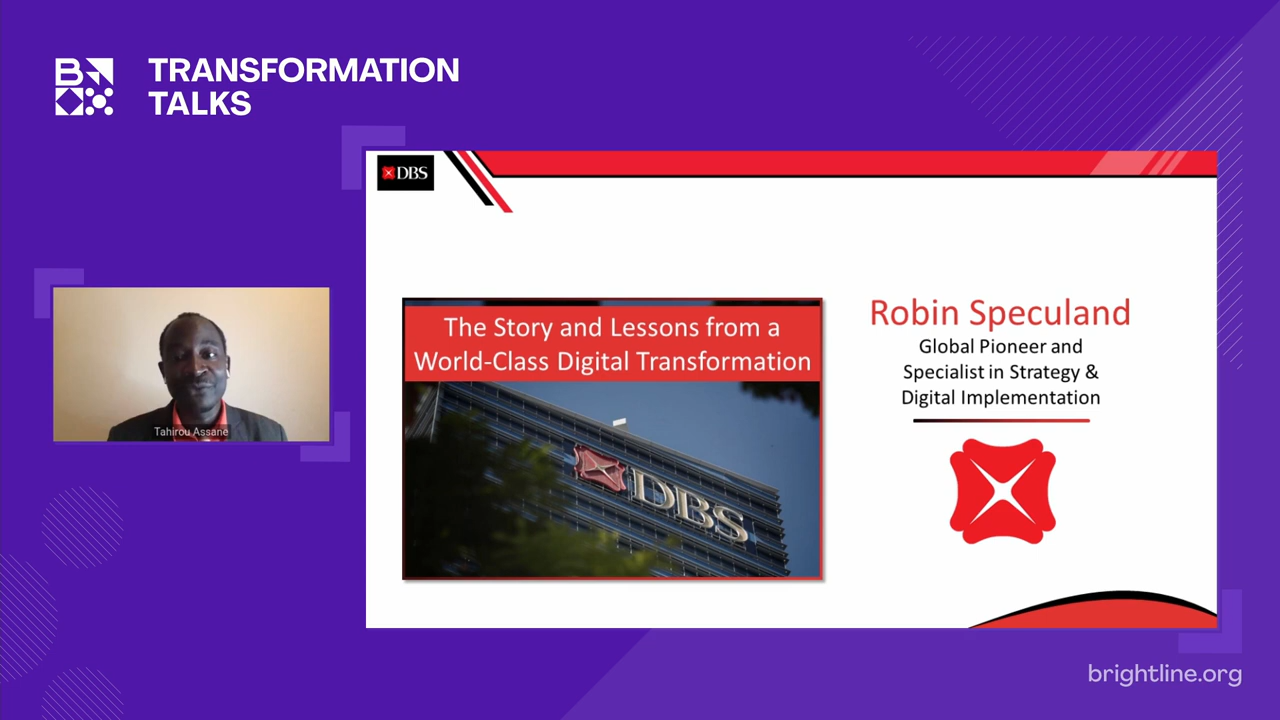 TRANSFORMATION
TALKS
DBS
The Story and Lessons from a
World-Class Digital Transformation
DBS
Robin Speculand
Global Pioneer and
Specialist in Strategy &
Digital Implementation
Tahirou Assane
brightline.org